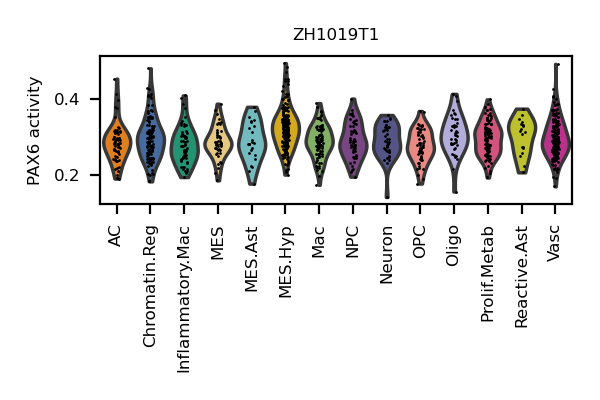 ZH1019T1
PAX6 activity
0.4
0.2
AC
Chromatin.Reg
Inflammatory.Mac
MES
MES.Ast
MES.Hyp
Mac
NPC
Neuron
OPC
Oligo
Prolif.Metab
Reactive.Ast
Vasc